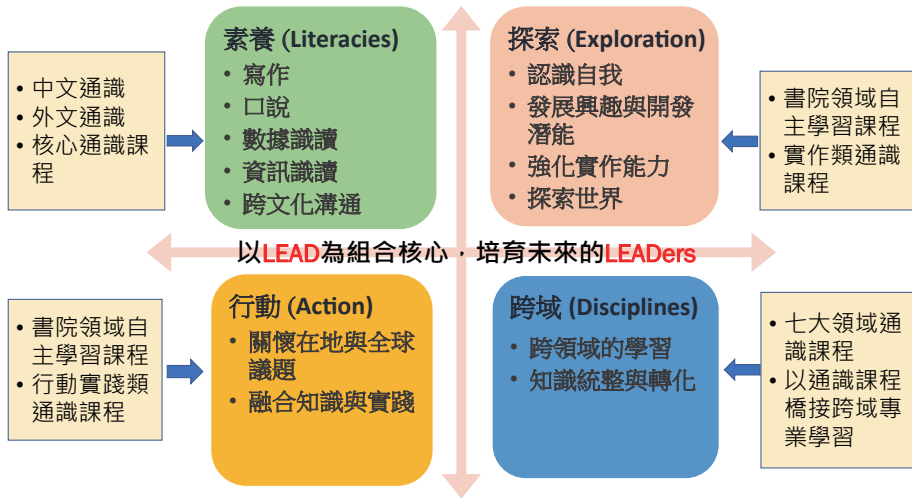 素養 (Literacies)
• 寫作
• 口說
• 數據識讀
• 資訊識讀
• 跨文化溝通
探索 (Exploration)
• 認識自我
• 發展興趣與開發
潛能
• 強化實作能力
• 探索世界
• 中文通識
• 外文通識
• 核心通識課
程
• 書院領域自
主學習課程
• 實作類通識
課程
以LEAD為組合核心，培育未來的LEADers
行動 (Action)
• 關懷在地與全球
議題
• 融合知識與實踐
跨域 (Disciplines)
• 跨領域的學習
• 知識統整與轉化
• 書院領域自
主學習課程
• 行動實踐類
通識課程
• 七大領域通
識課程
• 以通識課程
橋接跨域專
業學習